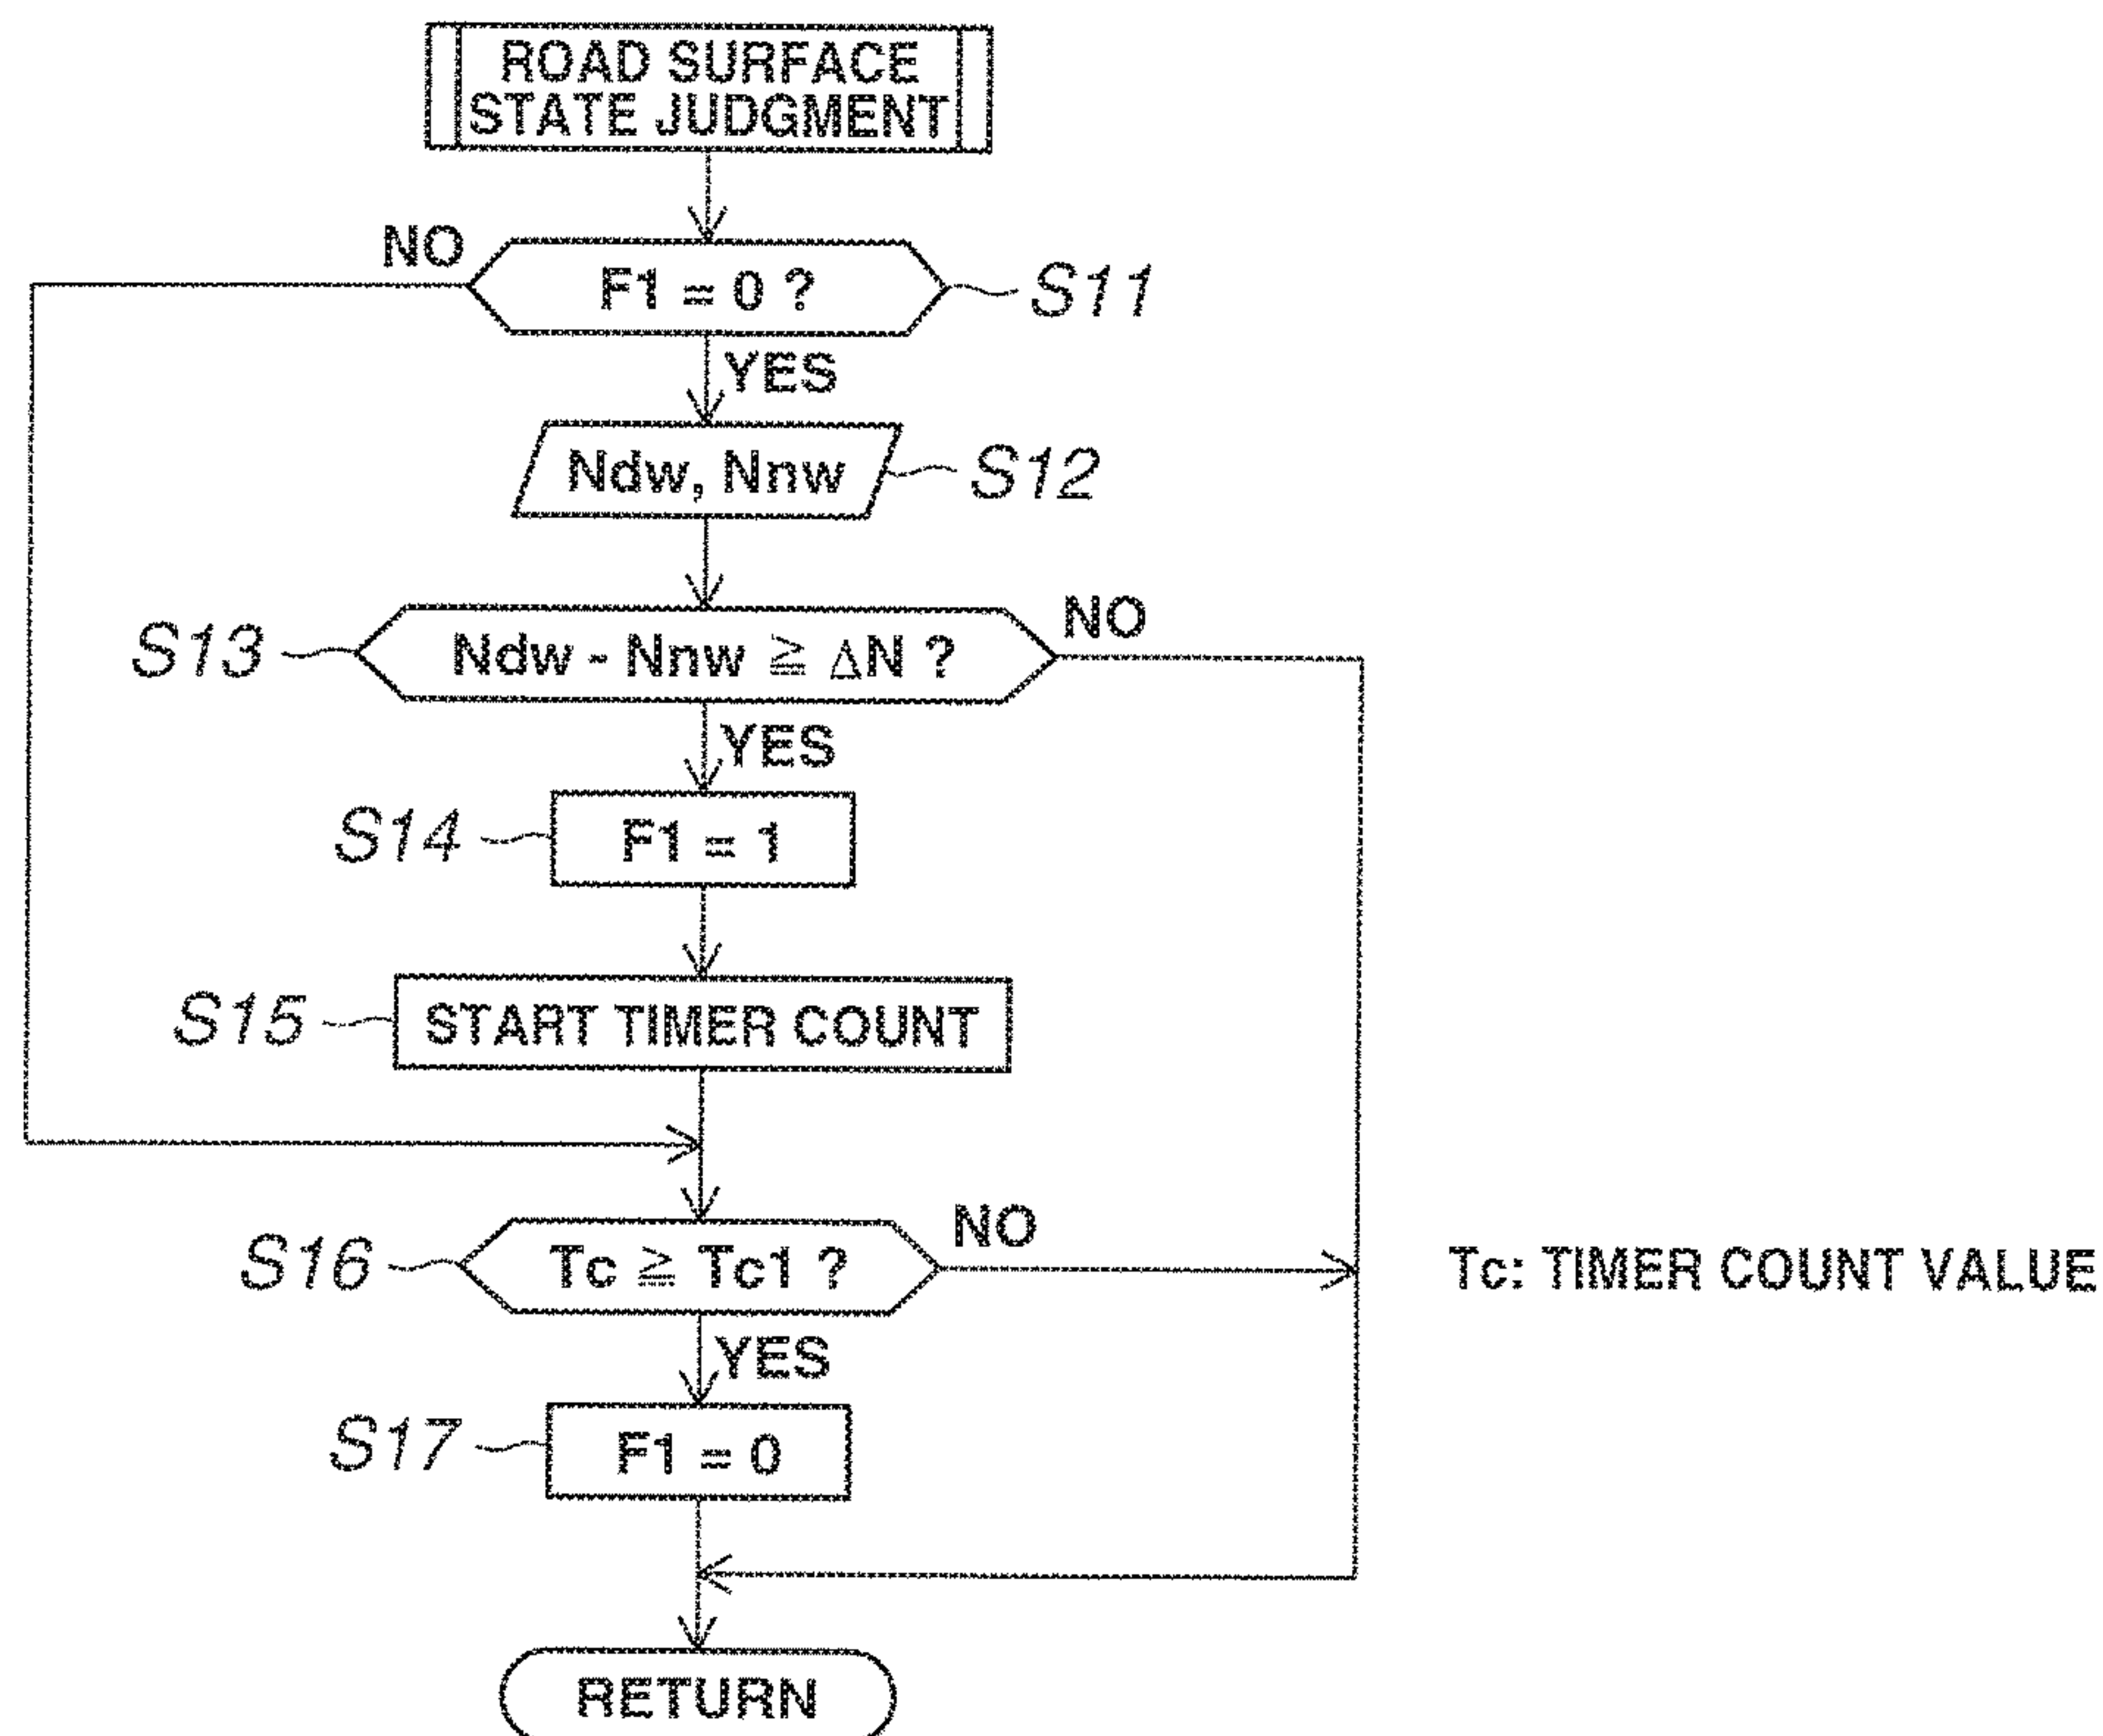 ROAD SURFACE
STATE JUDGMENT
NO
F1 = 0 ?
S11
YES
Ndw, Nnw
S12
S13
Ndw - Nnw ≧ ΔN ?
NO
YES
S14
F1 = 1
S15
START TIMER COUNT
S16
Tc ≧ Tc1 ?
NO
Tc: TIMER COUNT VALUE
YES
S17
F1 = 0
RETURN